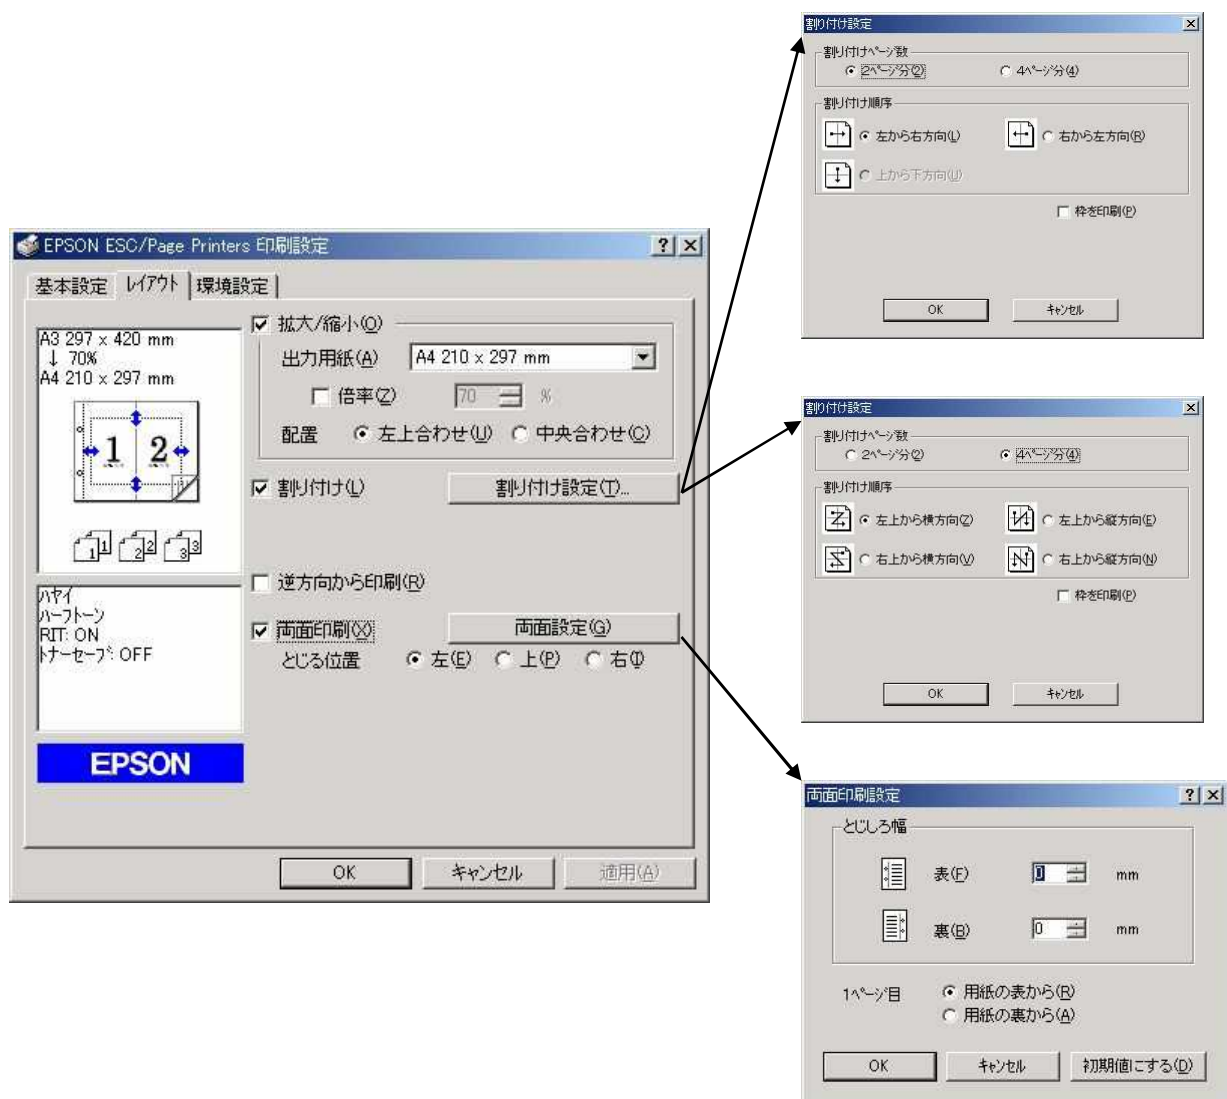 EPSON ESC/Page Printers 印刷設定
基本設定 レイアウト 環境設定
A3 297 x 420 mm
↓ 70%
A4 210 x 297 mm
1 2
1 1 2 2 3 3
ハヤイ
ハーフトーン
RIT: ON
トナーセーブ: OFF
EPSON
拡大/縮小(O)
出力用紙(A) A4 210 x 297 mm
倍率(Z) 70 %
配置 左上合わせ(U) 中央合わせ(C)
割り付け(L) 割り付け設定(T)...
逆方向から印刷(R)
両面印刷(X) 両面設定(G)
とじる位置 左(E) 上(P) 右(I)
OK キャンセル 適用(A)
割り付け設定
割り付けページ数
2ページ分(2) 4ページ分(4)
割り付け順序
左から右方向(L) 右から左方向(R)
上から下方向(U)
枠を印刷(P)
OK キャンセル
割り付け設定
割り付けページ数
2ページ分(2) 4ページ分(4)
割り付け順序
左上から横方向(Z) 左上から縦方向(E)
右上から横方向(V) 右上から縦方向(N)
枠を印刷(P)
OK キャンセル
両面印刷設定
とじしろ幅
表(F) 0 mm
裏(B) 0 mm
1ページ目 用紙の表から(R)
用紙の裏から(A)
OK キャンセル 初期値にする(D)